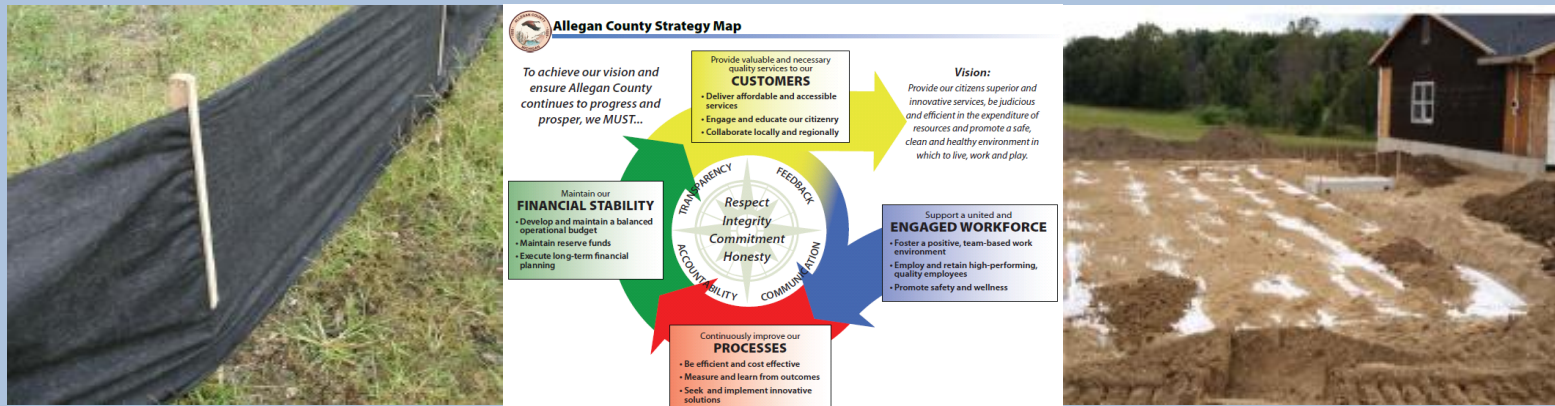 Allegan County Strategy Map
ALLEGAN COUNTY
MICHIGAN
To achieve our vision and
ensure Allegan County
continues to progress and
prosper, we MUST...
Provide valuable and necessary
quality services to our
CUSTOMERS
• Deliver affordable and accessible
services
• Engage and educate our citizenry
• Collaborate locally and regionally
Vision:
Provide our citizens superior and
innovative services, be judicious
and efficient in the expenditure of
resources and promote a safe,
clean and healthy environment in
which to live, work and play.
Maintain our
FINANCIAL STABILITY
• Develop and maintain a balanced
operational budget
• Maintain reserve funds
• Execute long-term financial
planning
TRANSPARENCY
FEEDBACK
Respect
Integrity
Commitment
Honesty
ACCOUNTABILITY
COMMUNICATION
Support a united and
ENGAGED WORKFORCE
• Foster a positive, team-based work
environment
• Employ and retain high-performing,
quality employees
• Promote safety and wellness
Continuously improve our
PROCESSES
• Be efficient and cost effective
• Measure and learn from outcomes
• Seek and implement innovative
solutions